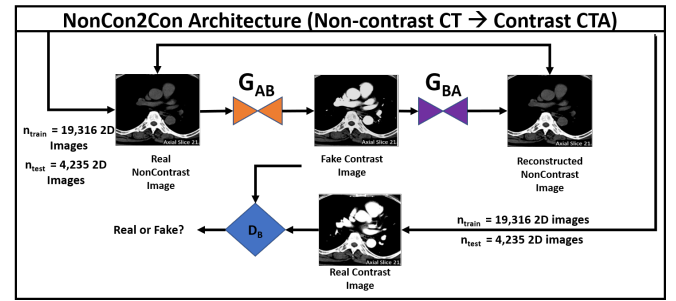 NonCon2Con Architecture (Non-contrast CT → Contrast CTA)
G_AB
G_BA
n_train = 19,316 2D
Images
n_test = 4,235 2D
Images
Axial Slice 21
Axial Slice 21
Axial Slice 21
Real
NonContrast
Image
Fake Contrast
Image
Reconstructed
NonContrast
Image
Real or Fake?
D_B
Axial Slice 21
n_train = 19,316 2D images
n_test = 4,235 2D images
Real Contrast
Image